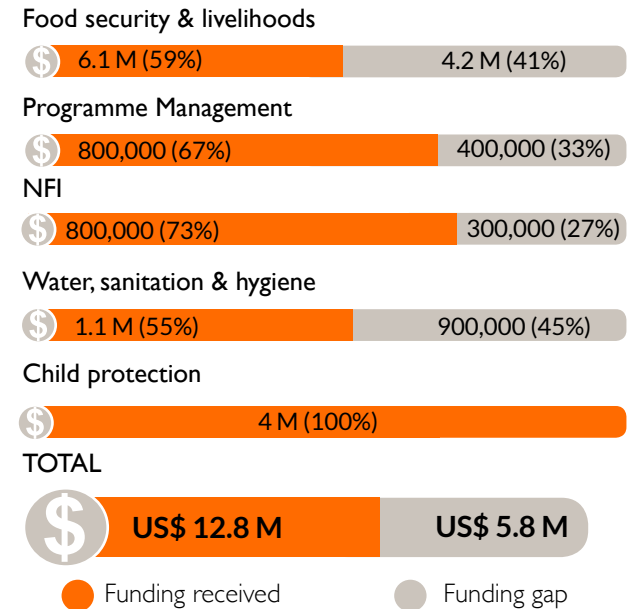 Food security & livelihoods
$ 6.1 M (59%) 4.2 M (41%)
Programme Management
$ 800,000 (67%) 400,000 (33%)
NFI
$ 800,000 (73%) 300,000 (27%)
Water, sanitation & hygiene
$ 1.1 M (55%) 900,000 (45%)
Child protection
$ 4 M (100%)
TOTAL
$ US$ 12.8 M US$ 5.8 M
Funding received Funding gap